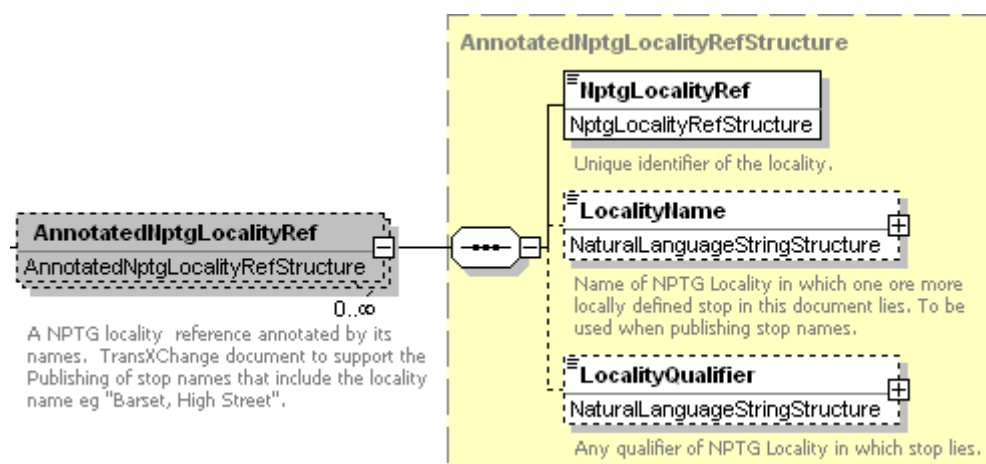 AnnotatedNptgLocalityRefStructure
NptgLocalityRef
NptgLocalityRefStructure
Unique identifier of the locality.
LocalityName
NaturalLanguageStringStructure
Name of NPTG Locality in which one ore more
locally defined stop in this document lies. To be
used when publishing stop names.
LocalityQualifier
NaturalLanguageStringStructure
Any qualifier of NPTG Locality in which stop lies.
AnnotatedNptgLocalityRef
AnnotatedNptgLocalityRefStructure
0..∞
A NPTG locality reference annotated by its
names. TransXChange document to support the
Publishing of stop names that include the locality
name eg "Barset, High Street".